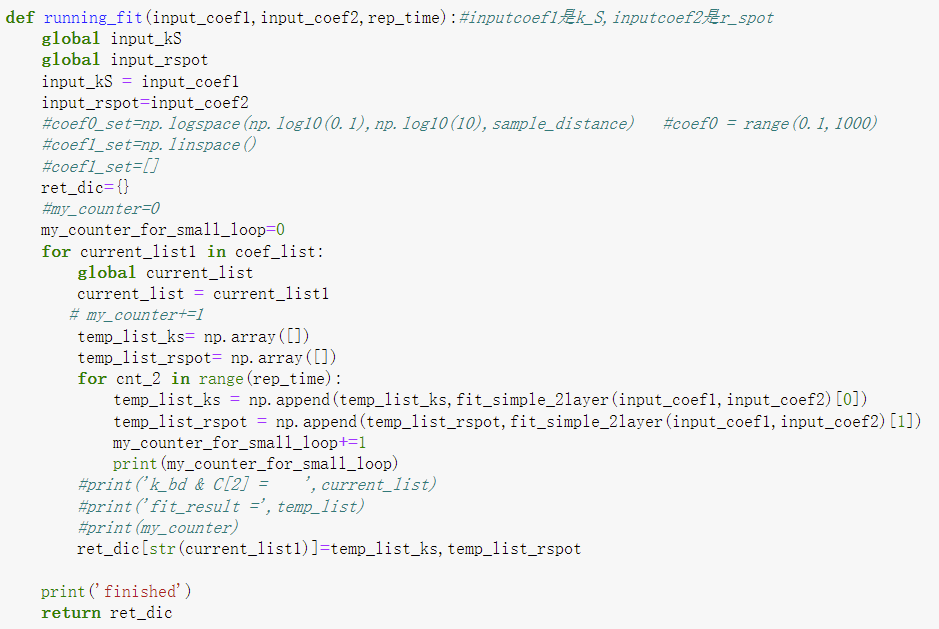 def running_fit(input_coef1,input_coef2,rep_time):#inputcoef1是k_S,inputcoef2是r_spot
    global input_kS
    global input_rspot
    input_kS = input_coef1
    input_rspot=input_coef2
    #coef0_set=np.logspace(np.log10(0.1),np.log10(10),sample_distance)   #coef0 = range(0.1,1000)
    #coef1_set=np.linspace()
    #coef1_set=[]
    ret_dic={}
    #my_counter=0
    my_counter_for_small_loop=0
    for current_list1 in coef_list:
        global current_list
        current_list = current_list1
       # my_counter+=1
        temp_list_ks= np.array([])
        temp_list_rspot= np.array([])
        for cnt_2 in range(rep_time):
            temp_list_ks = np.append(temp_list_ks,fit_simple_2layer(input_coef1,input_coef2)[0])
            temp_list_rspot = np.append(temp_list_rspot,fit_simple_2layer(input_coef1,input_coef2)[1])
            my_counter_for_small_loop+=1
            print(my_counter_for_small_loop)
        #print('k_bd & C[2] =    ',current_list)
        #print('fit_result =',temp_list)
        #print(my_counter)
        ret_dic[str(current_list1)]=temp_list_ks,temp_list_rspot

    print('finished')
    return ret_dic